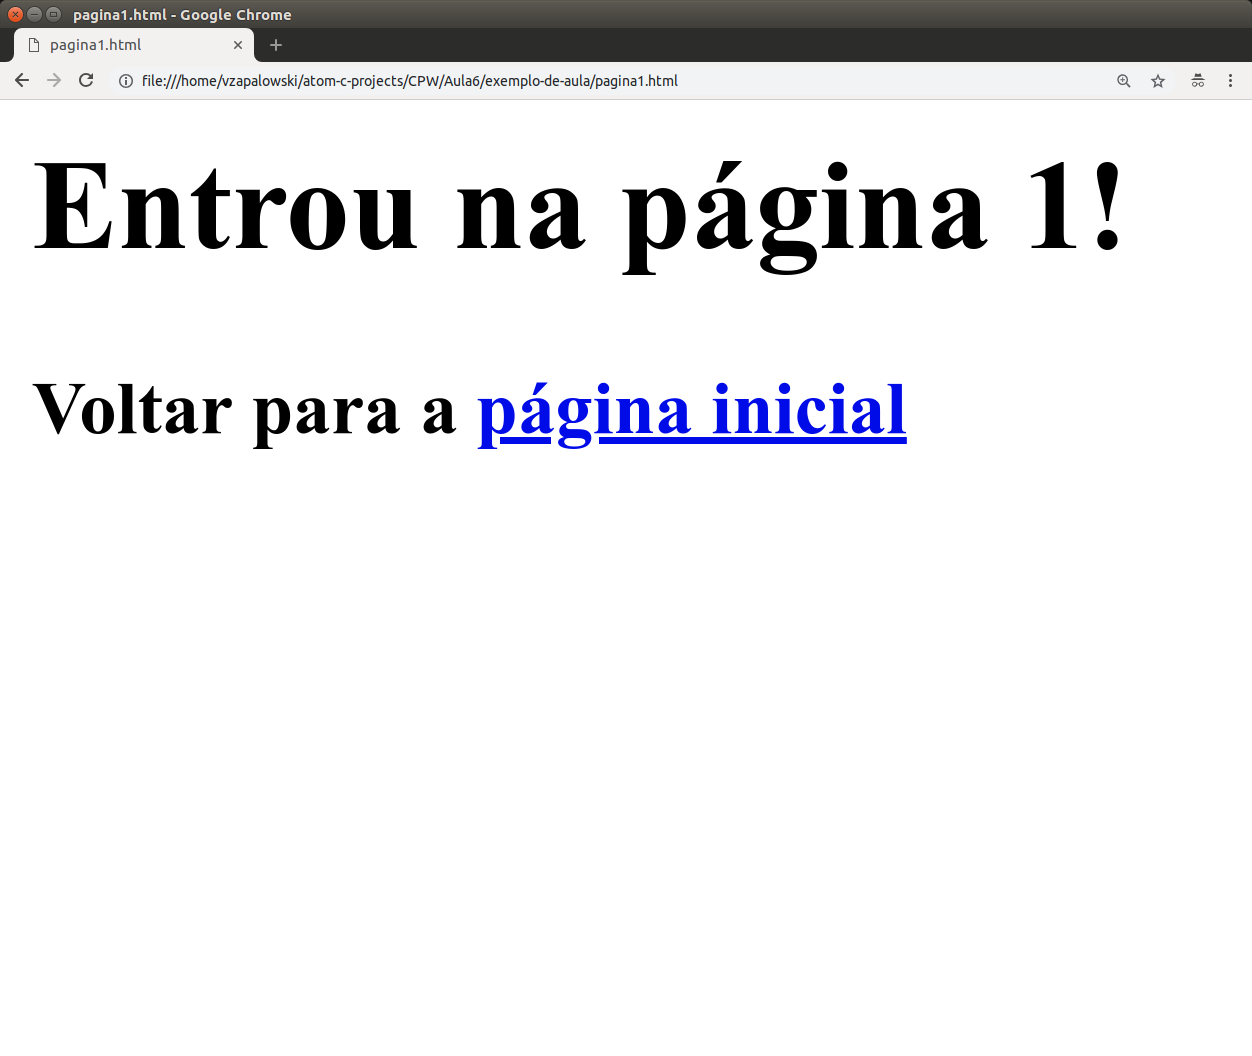 pagina1.html - Google Chrome
pagina1.html
file:///home/vzapalowski/atom-c-projects/CPW/Aula6/exemplo-de-aula/pagina1.html
Entrou na página 1!
Voltar para a página inicial